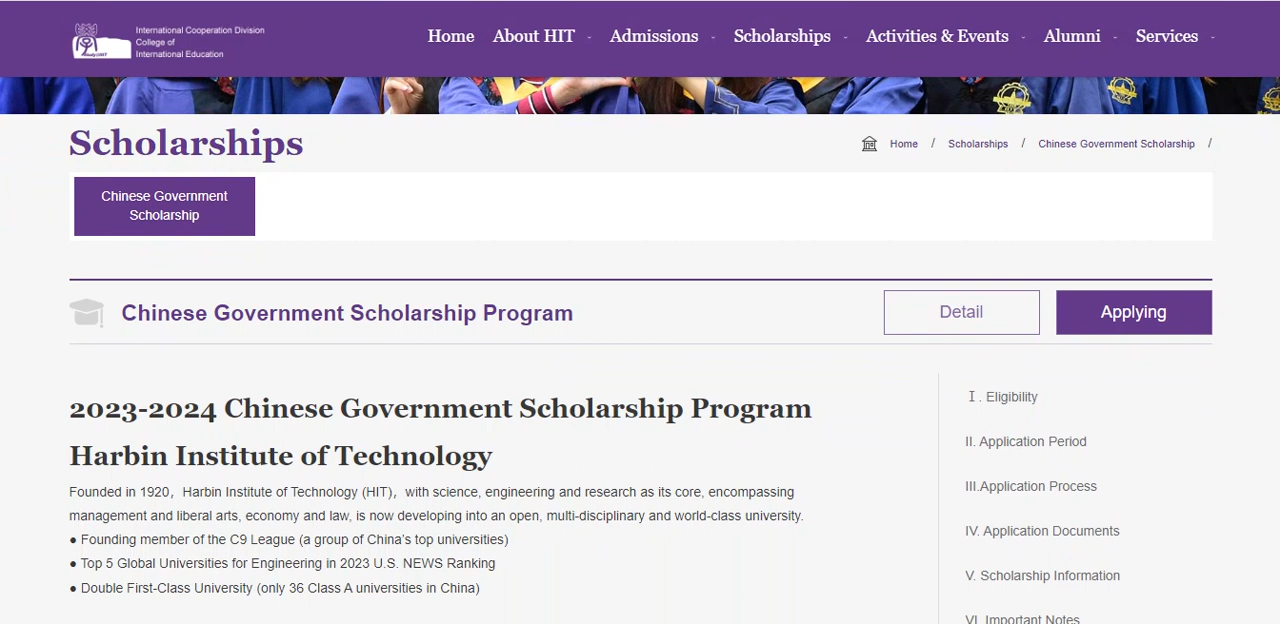 International Cooperation Division
College of
International Education
Home About HIT Admissions Scholarships Activities & Events Alumni Services
Scholarships
Home / Scholarships / Chinese Government Scholarship /
Chinese Government
Scholarship
Chinese Government Scholarship Program
Detail
Applying
2023-2024 Chinese Government Scholarship Program
Harbin Institute of Technology
Founded in 1920，Harbin Institute of Technology (HIT)，with science, engineering and research as its core, encompassing
management and liberal arts, economy and law, is now developing into an open, multi-disciplinary and world-class university.
● Founding member of the C9 League (a group of China's top universities)
● Top 5 Global Universities for Engineering in 2023 U.S. NEWS Ranking
● Double First-Class University (only 36 Class A universities in China)
Ⅰ. Eligibility
II. Application Period
III.Application Process
IV. Application Documents
V. Scholarship Information
VI. Important Notes